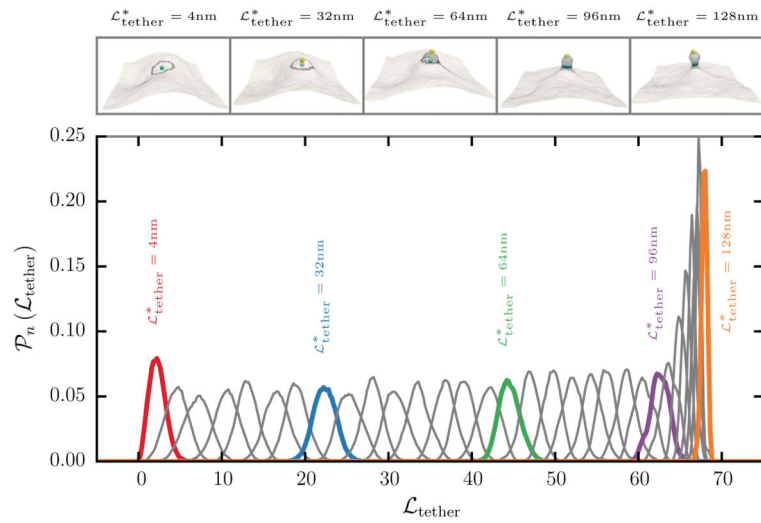 ℒ*tether = 4nm ℒ*tether = 32nm ℒ*tether = 64nm ℒ*tether = 96nm ℒ*tether = 128nm
0.25
0.20
0.15
0.10
0.05
0.00
𝒫n (ℒtether)
ℒ*tether = 4nm
ℒ*tether = 32nm
ℒ*tether = 64nm
ℒ*tether = 96nm
ℒ*tether = 128nm
0 10 20 30 40 50 60 70
ℒtether